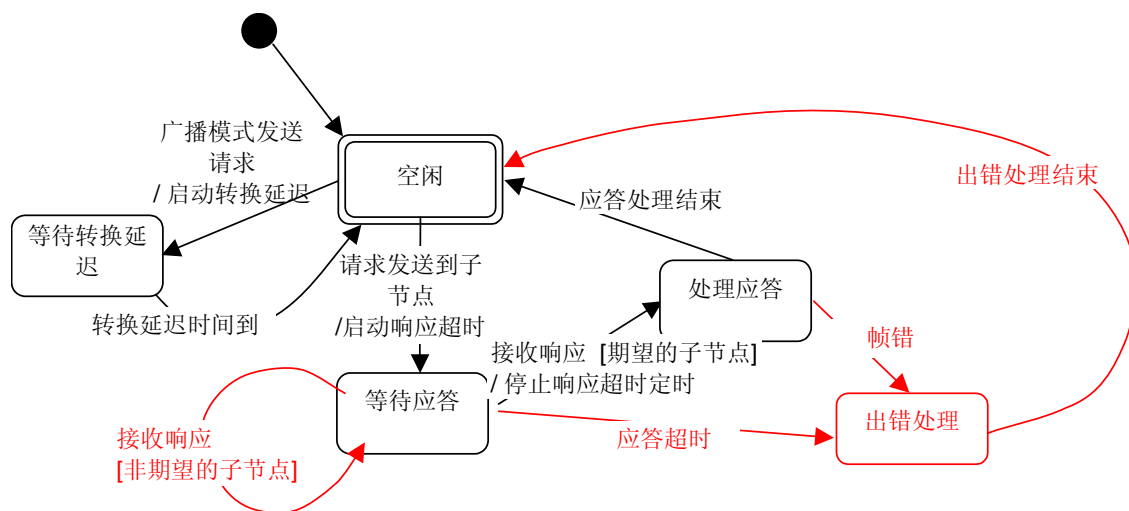 广播模式发送
请求
/ 启动转换延迟
空闲
出错处理结束
应答处理结束
等待转换延
迟
请求发送到子
节点
/启动响应超时
处理应答
转换延迟时间到
帧错
接收响应 [期望的子节点]
/ 停止响应超时定时
等待应答
出错处理
接收响应
[非期望的子节点]
应答超时